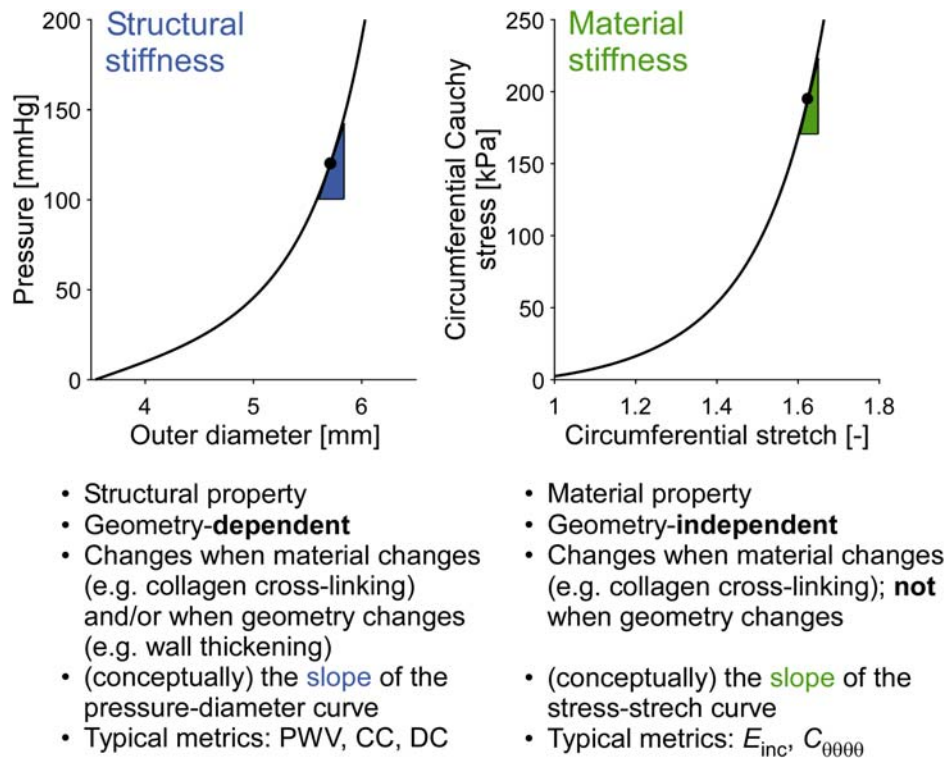 Structural
stiffness
Pressure [mmHg]
200
150
100
50
0
4
5
6
Outer diameter [mm]
Material
stiffness
Circumferential Cauchy
stress [kPa]
250
200
150
100
50
0
1
1.2
1.4
1.6
1.8
Circumferential stretch [-]
• Structural property
• Geometry-dependent
• Changes when material changes
(e.g. collagen cross-linking)
and/or when geometry changes
(e.g. wall thickening)
• (conceptually) the slope of the
pressure-diameter curve
• Typical metrics: PWV, CC, DC
• Material property
• Geometry-independent
• Changes when material changes
(e.g. collagen cross-linking); not
when geometry changes
• (conceptually) the slope of the
stress-strech curve
• Typical metrics: Einc, Cθθθθ